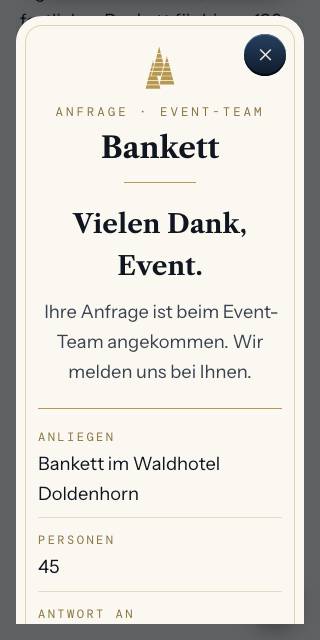 ANFRAGE · EVENT-TEAM
Bankett
Vielen Dank,
Event.
Ihre Anfrage ist beim Event-
Team angekommen. Wir
melden uns bei Ihnen.
ANLIEGEN
Bankett im Waldhotel
Doldenhorn
PERSONEN
45
ANTWORT AN